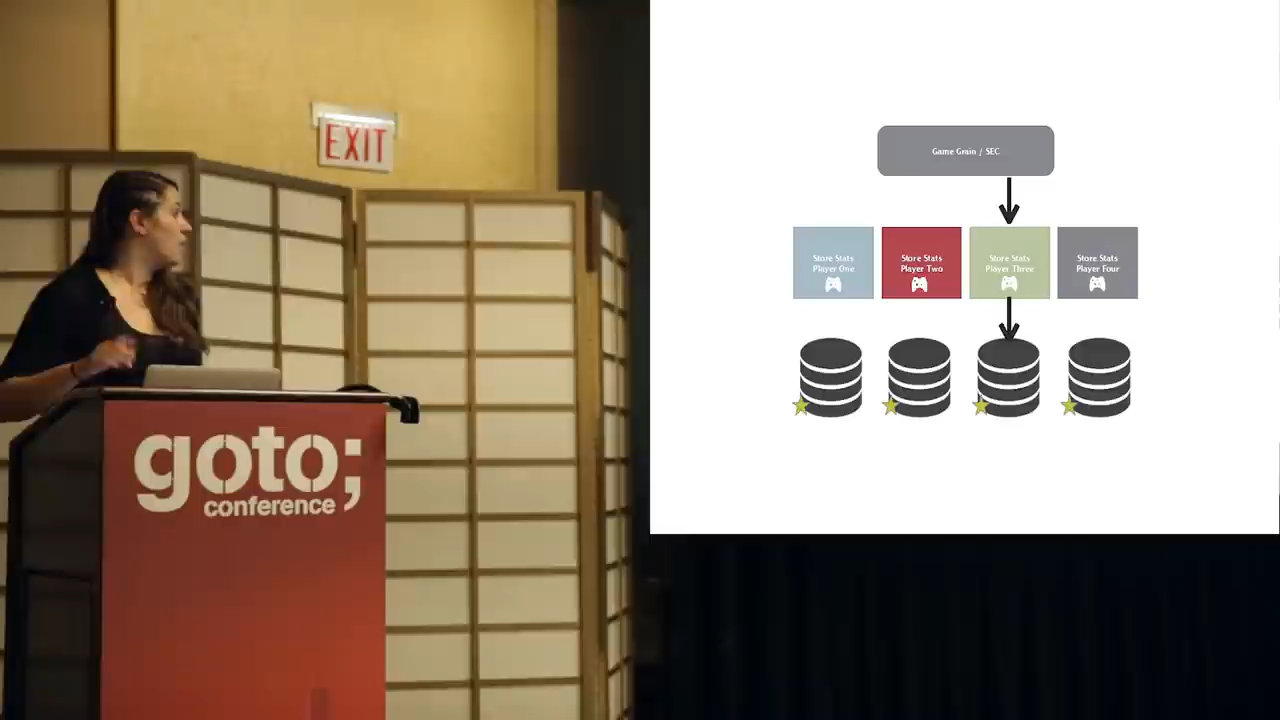 EXIT
goto;
conference
Game Grain / SEC
Store Stats
Player One
Store Stats
Player Two
Store Stats
Player Three
Store Stats
Player Four